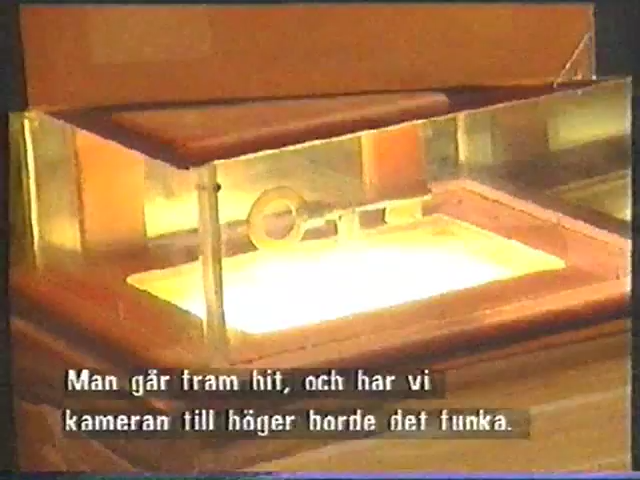 Man går fram hit, och har vi
kameran till höger borde det funka.